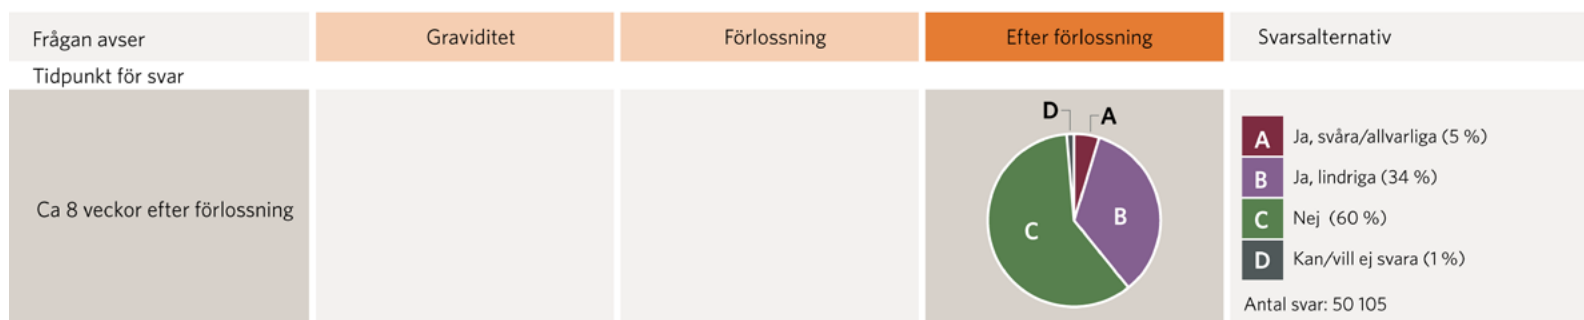 Frågan avser
Graviditet
Förlossning
Efter förlossning
Svarsalternativ
Tidpunkt för svar
Ca 8 veckor efter förlossning
D
A
B
C
A Ja, svåra/allvarliga (5 %)
B Ja, lindriga (34 %)
C Nej (60 %)
D Kan/vill ej svara (1 %)
Antal svar: 50 105